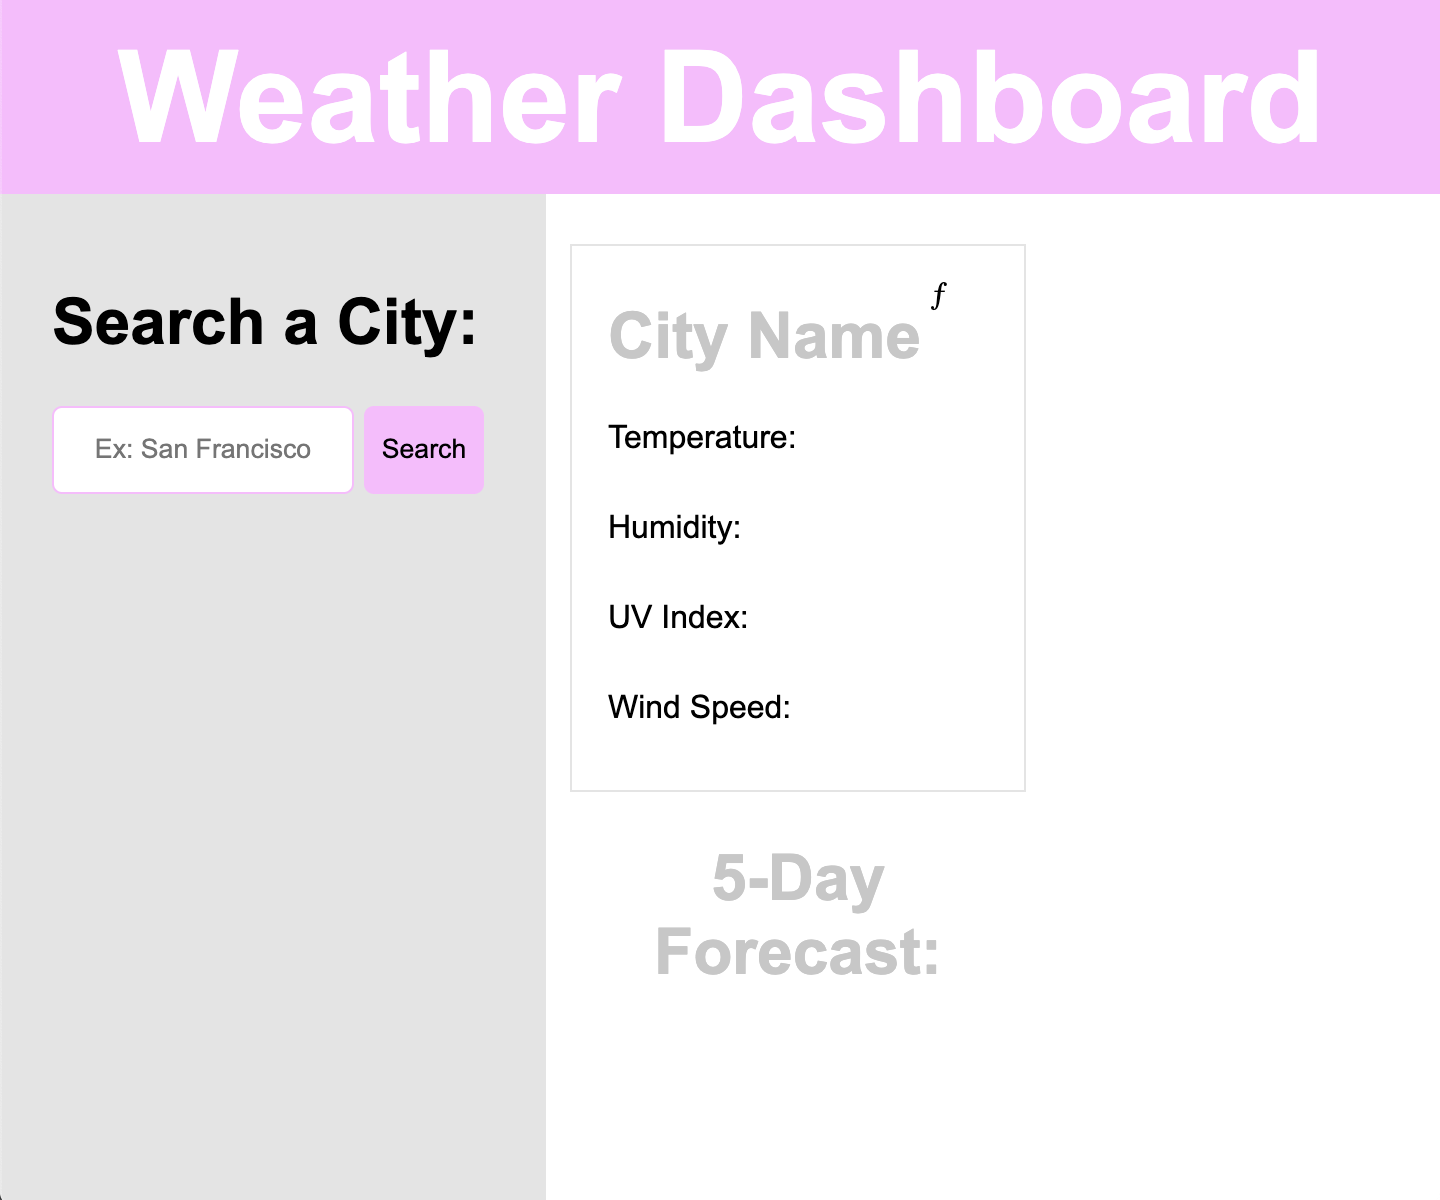 Weather Dashboard
Search a City:
Ex: San Francisco
Search
City Name ƒ
Temperature:
Humidity:
UV Index:
Wind Speed:
5-Day
Forecast: